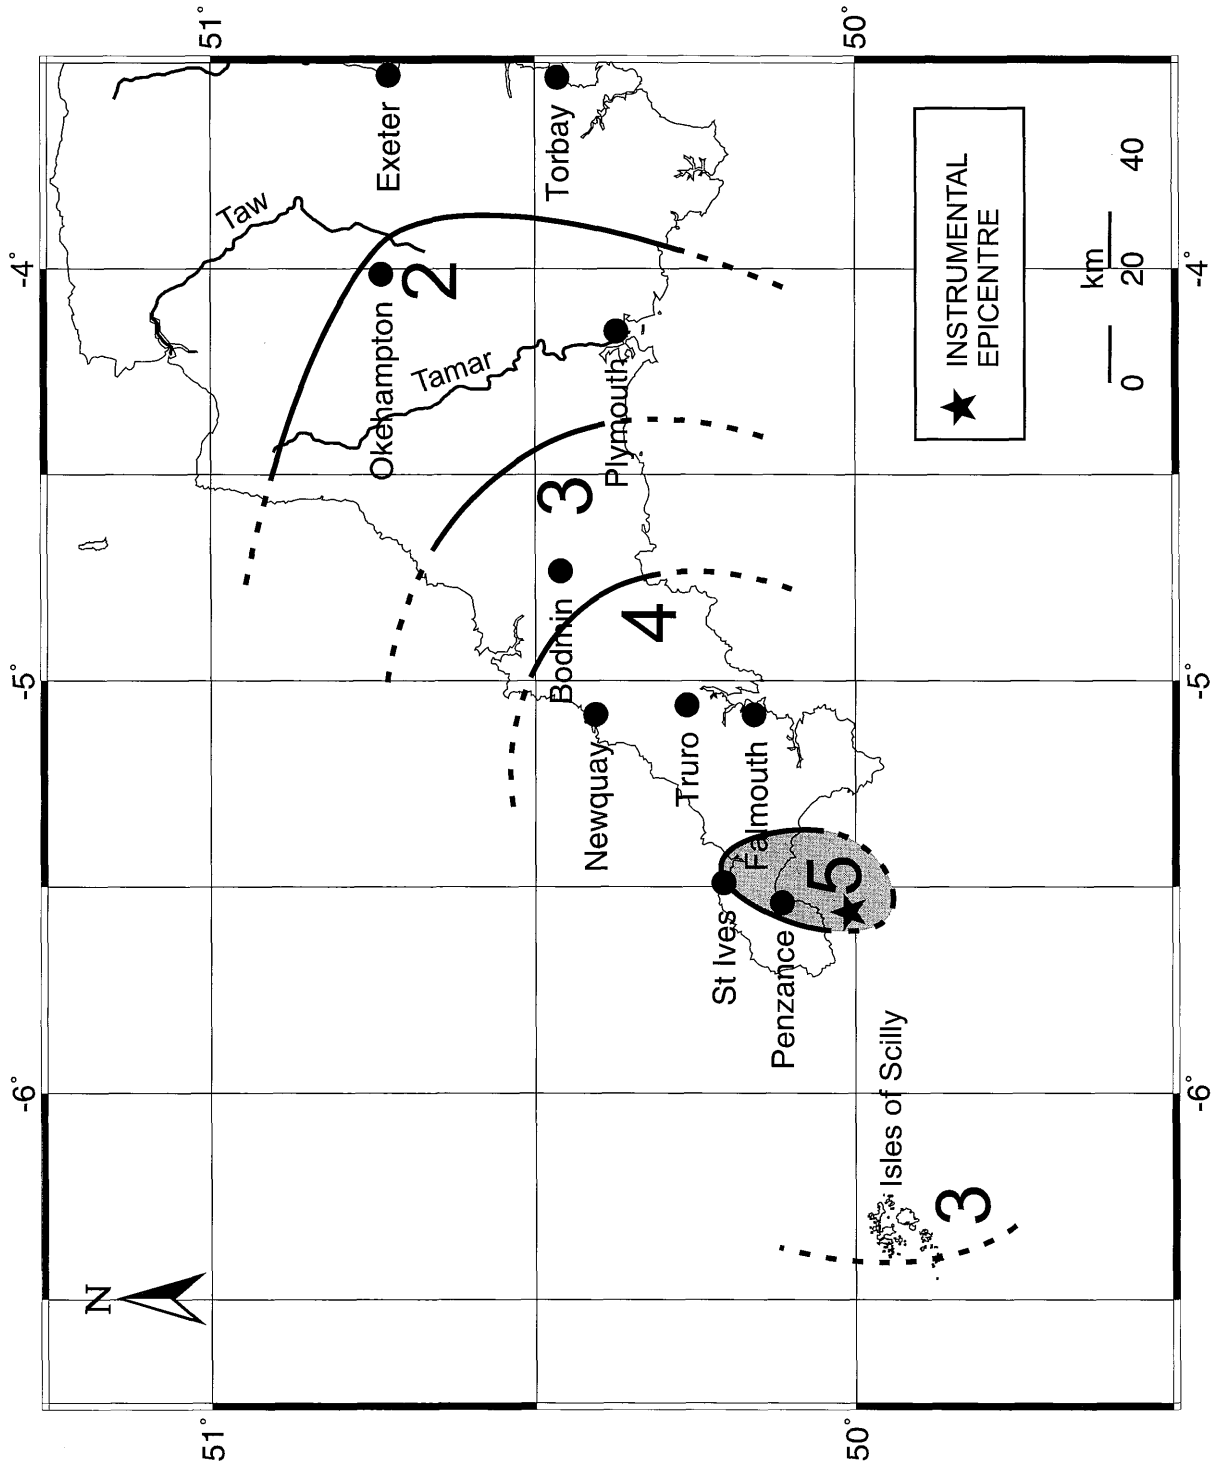 -6°
-5°
-4°
N
51°
51°
Taw
Okehampton
2
Exeter
Tamar
Bodmin
3
Plymouth
Torbay
Newquay
4
Truro
St Ives
Falmouth
Penzance
5
50°
50°
Isles of Scilly
3
INSTRUMENTAL
EPICENTRE
km
0 20 40
-6°
-5°
-4°